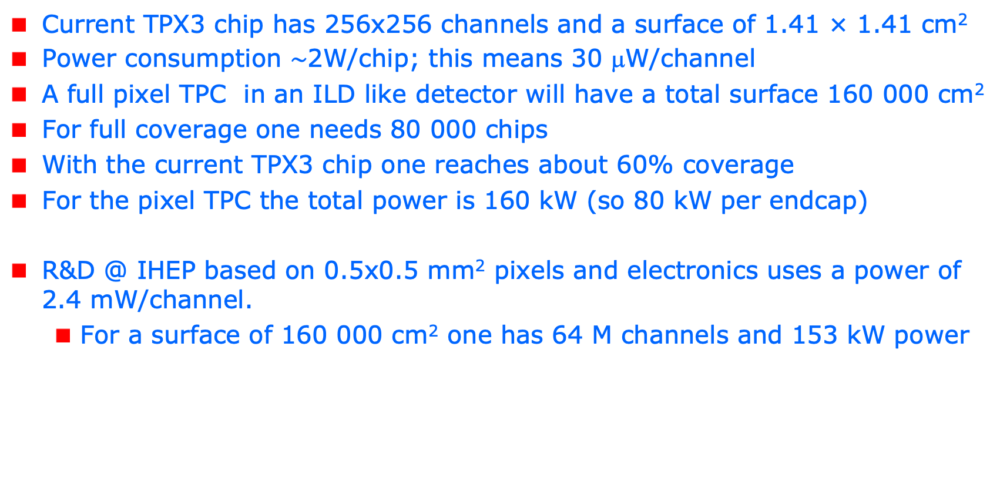 Current TPX3 chip has 256x256 channels and a surface of 1.41 × 1.41 cm²
Power consumption ~2W/chip; this means 30 μW/channel
A full pixel TPC  in an ILD like detector will have a total surface 160 000 cm²
For full coverage one needs 80 000 chips
With the current TPX3 chip one reaches about 60% coverage
For the pixel TPC the total power is 160 kW (so 80 kW per endcap)
R&D @ IHEP based on 0.5x0.5 mm² pixels and electronics uses a power of
2.4 mW/channel.
For a surface of 160 000 cm² one has 64 M channels and 153 kW power